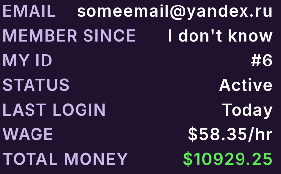 EMAIL someemail@yandex.ru
MEMBER SINCE I don't know
MY ID #6
STATUS Active
LAST LOGIN Today
WAGE $58.35/hr
TOTAL MONEY $10929.25